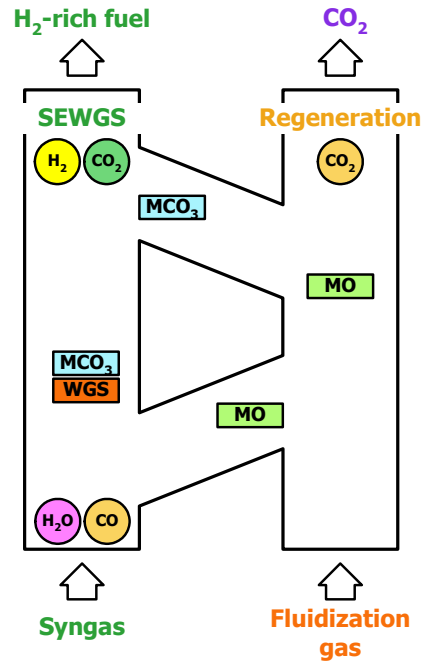 H₂-rich fuel
CO₂
SEWGS
Regeneration
H₂
CO₂
CO₂
MCO₃
MO
MCO₃
WGS
MO
H₂O
CO
Syngas
Fluidization
gas